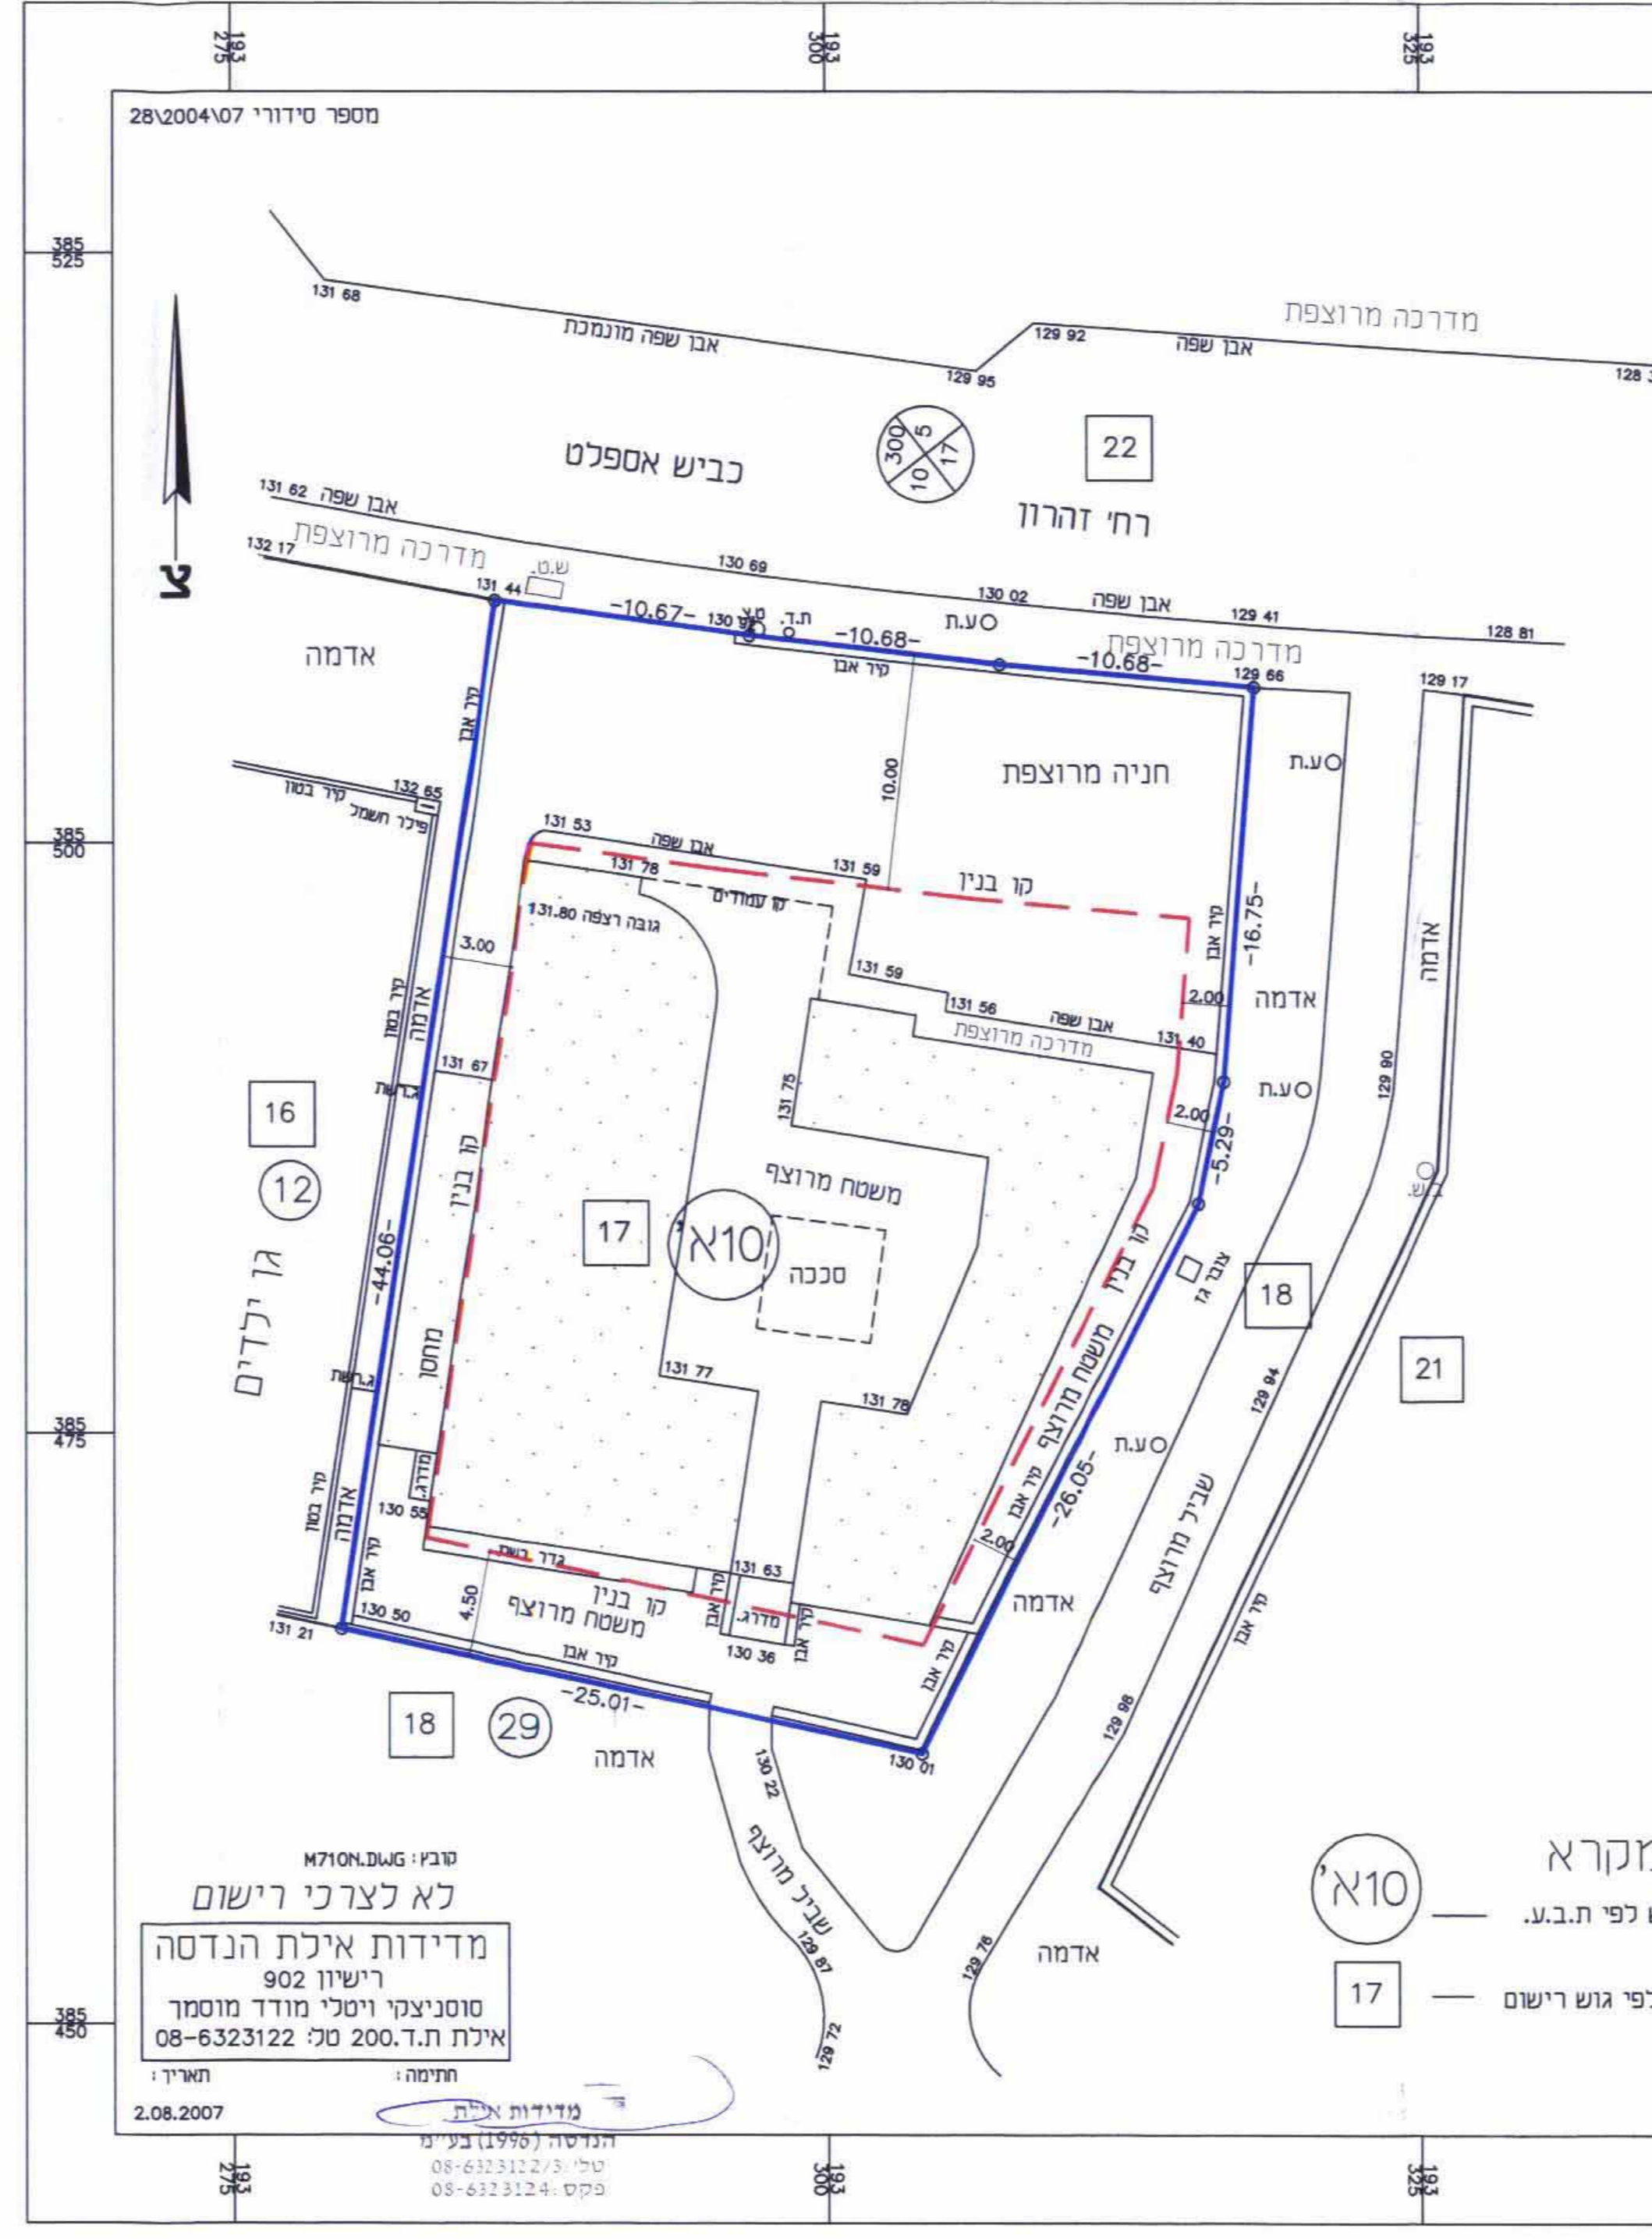 193
275
193
300
193
325
מספר סידורי 28\2004\07
385
525
131 68
אבן שפה מונמכת
129 95
129 92
אבן שפה
מדרכה מרוצפת
כביש אספלט
300
5
17
10
22
רח' זהרון
131 62
אבן שפה
132 17
מדרכה מרוצפת
צ
ש.ט.
131 44
-10.67-
130 69
ת.ד.
-10.68-
ע.ת
130 02
אבן שפה
129 41
128 81
מדרכה מרוצפת
-10.68-
129 66
129 17
אדמה
קיר אבן
קיר אבן
10.00
חניה מרוצפת
ע.ת
קיר בטון
132 65
פילר חשמל
385
500
131 53
אבן שפה
131 78
131 59
קו עמודים
קו בנין
גובה רצפה 131.80
3.00
קיר אבן
-16.75-
אדמה
131 59
131 56
אבן שפה
מדרכה מרוצפת
131 40
2.00
אדמה
קיר בטון
אדמה
131 67
ג.רשת
131 75
2.00
-5.29-
ע.ת
129 90
16
12
גן ילדים
-44.06-
קו בנין
משטח מרוצף
17
10א'
סככה
קו בנין
צובר גז
18
21
מחסן
ג.רשת
131 77
131 78
משטח מרוצף
קיר אבן
-26.05-
ע.ת
129 94
385
475
מדרג.
130 55
קיר בטון
אדמה
קיר אבן
גדר רשת
131 63
2.00
שביל מרוצף
אדמה
קיר אבן
4.50
קו בנין
משטח מרוצף
קיר אבן
מדרג.
קיר אבן
130 36
130 50
131 21
קיר אבן
קיר אבן
-25.01-
18
29
אדמה
130 22
130 01
129 98
שביל מרוצף
129 87
129 72
129 76
אדמה
קובץ: M710N.DWG
לא לצרכי רישום
מדידות אילת הנדסה
רישיון 902
סוסניצקי ויטלי מודד מוסמך
אילת ת.ד.200 טל: 08-6323122
חתימה:
תאריך:
2.08.2007
מדידות אילת
הנדסה (1996) בע"מ
טל': 08-6323122/3
פקס: 08-6323124
10א'
לפי ת.ב.ע.
17
לפי גוש רישום
385
450
193
275
193
300
193
325